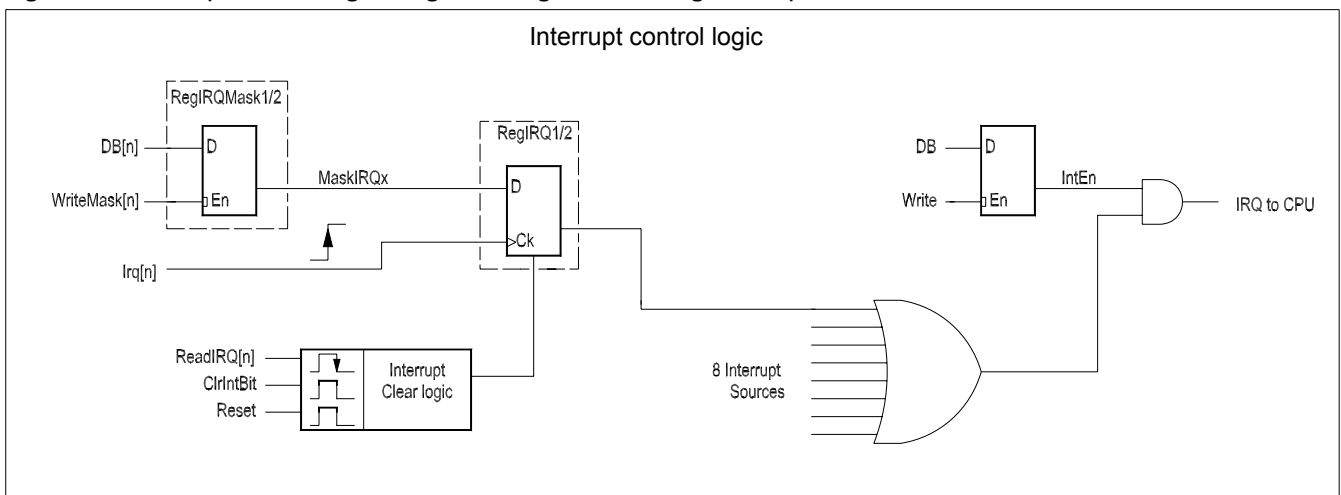 Interrupt control logic
RegIRQMask1/2
RegIRQ1/2
DB[n]
D
WriteMask[n]
En
MaskIRQx
D
Ck
Irq[n]
DB
D
Write
En
IntEn
IRQ to CPU
ReadIRQ[n]
ClrIntBit
Reset
Interrupt
Clear logic
8 Interrupt
Sources